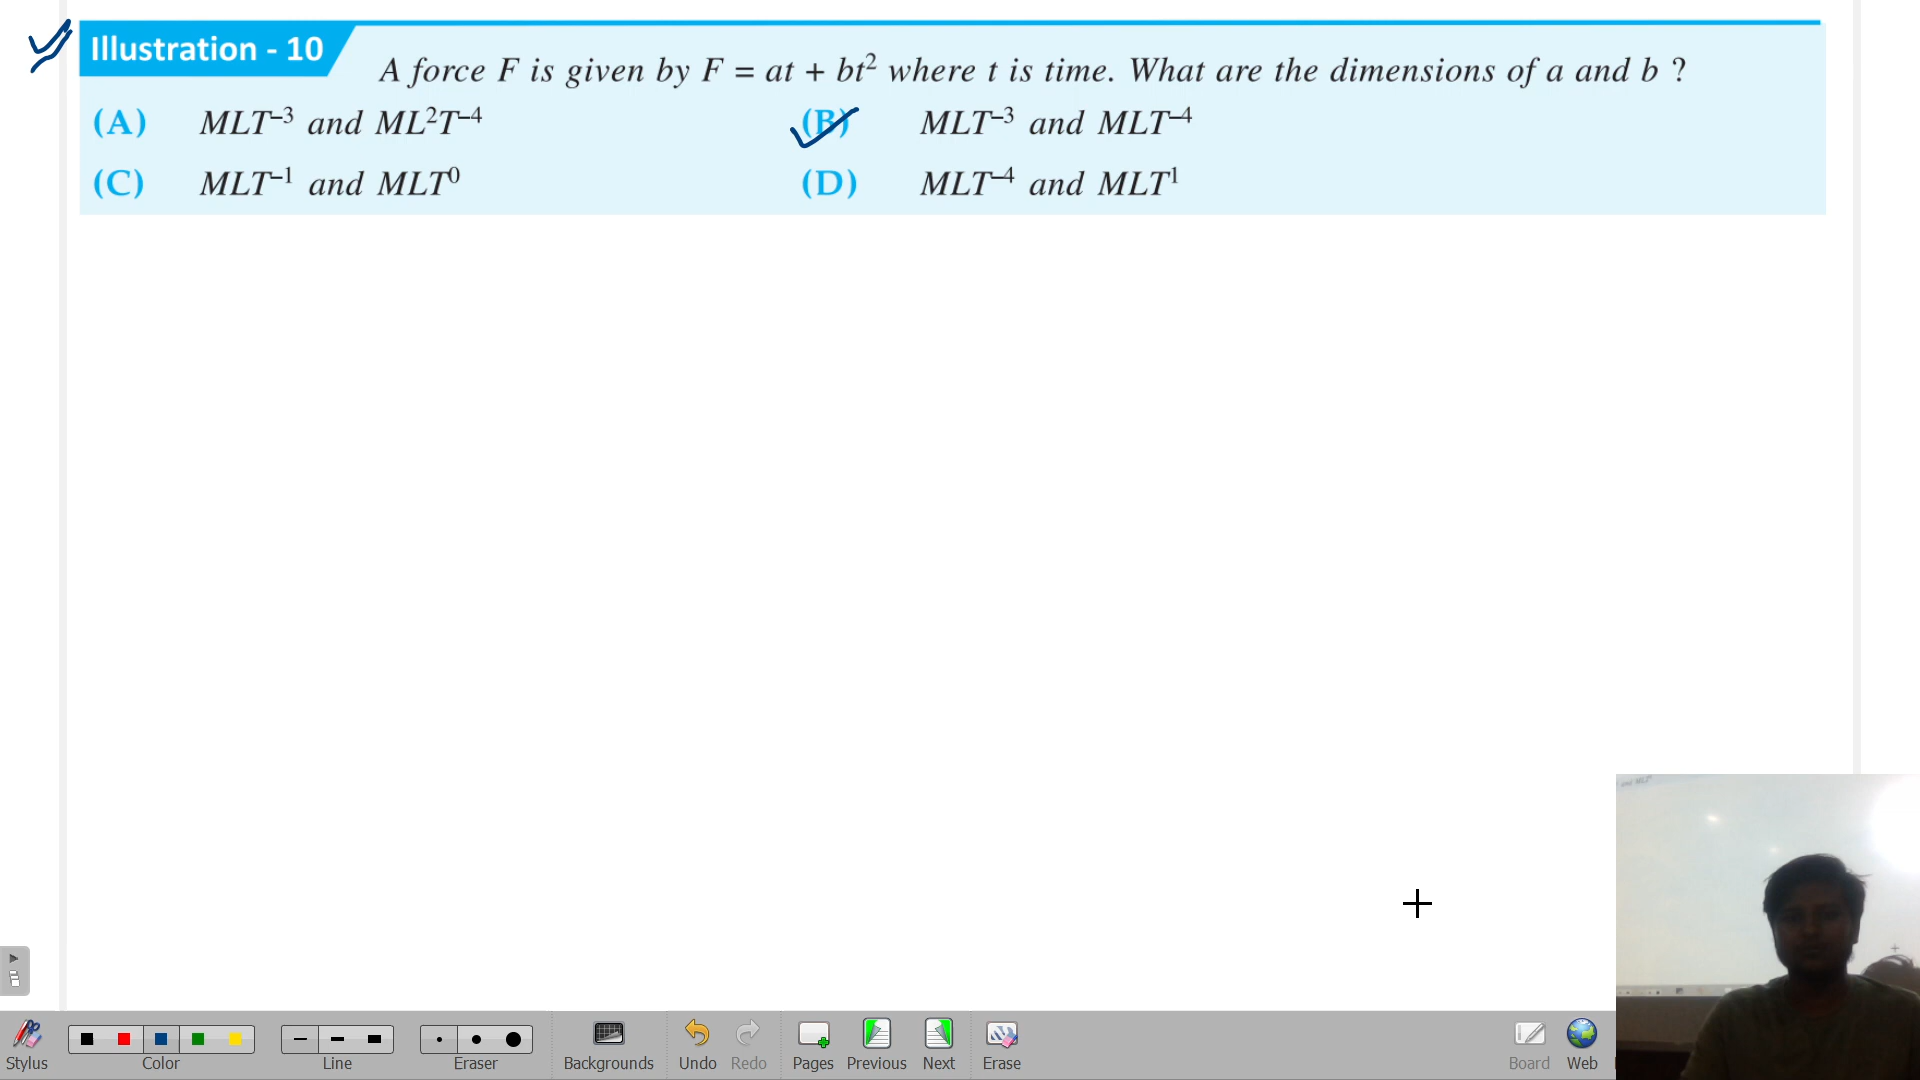 Illustration - 10
A force F is given by F = at + bt² where t is time. What are the dimensions of a and b ?
(A) MLT⁻³ and ML²T⁻⁴ (B) MLT⁻³ and MLT⁻⁴
(C) MLT⁻¹ and MLT⁰ (D) MLT⁻⁴ and MLT¹
Stylus Color Line Eraser Backgrounds Undo Redo Pages Previous Next Erase Board Web